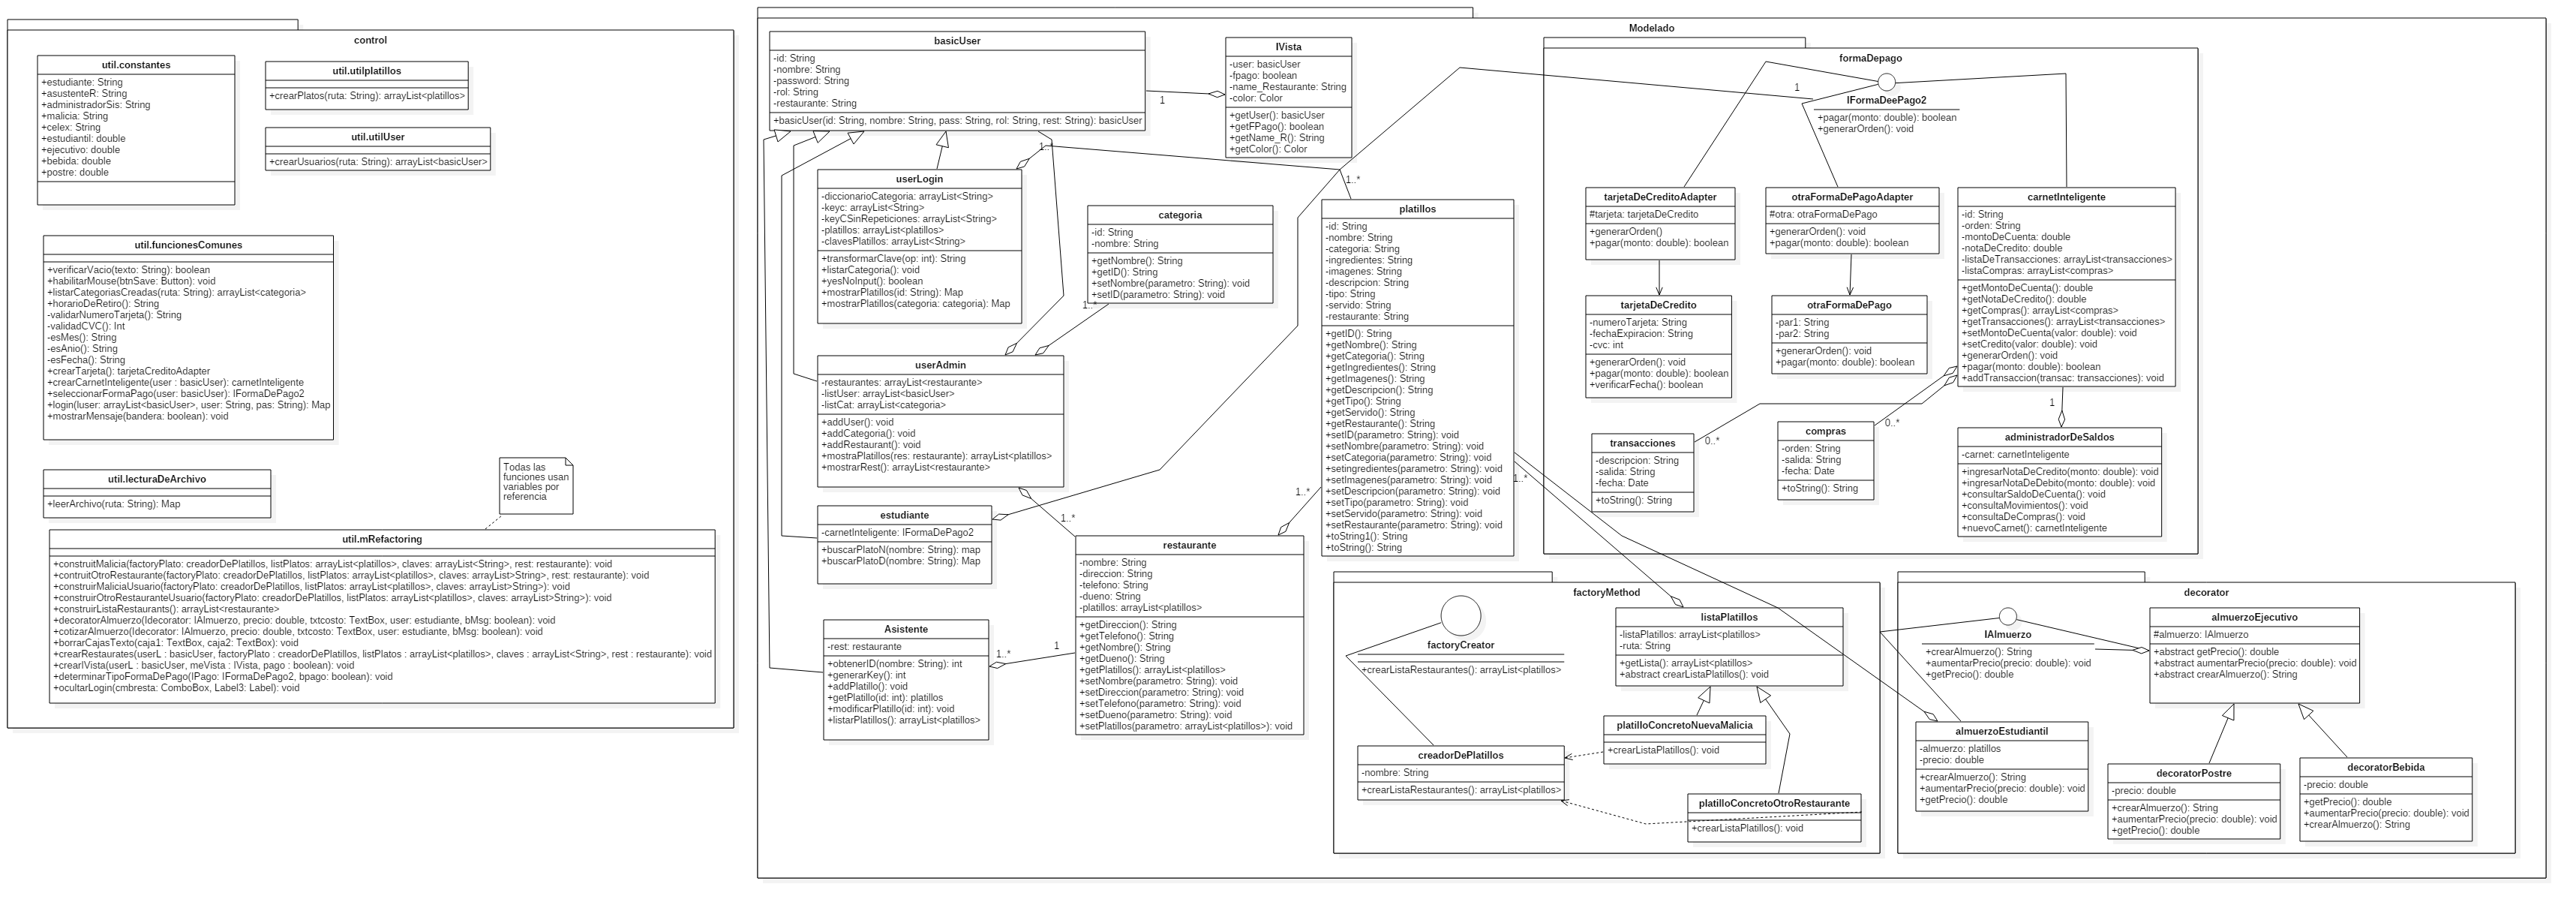 control
util.constantes
+estudiante: String
+asustenteR: String
+administradorSis: String
+malicia: String
+celex: String
+estudiantil: double
+ejecutivo: double
+bebida: double
+postre: double
util.utilplatillos
+crearPlatos(ruta: String): arrayList<platillos>
util.utilUser
+crearUsuarios(ruta: String): arrayList<basicUser>
util.funcionesComunes
+verificarVacio(texto: String): boolean
+habilitarMouse(btnSave: Button): void
+listarCategoriasCreadas(ruta: String): arrayList<categoria>
+horarioDeRetiro(): String
-validarNumeroTarjeta(): String
-validadCVC(): Int
-esMes(): String
-esAnio(): String
-esFecha(): String
+crearTarjeta(): tarjetaCreditoAdapter
+crearCarnetInteligente(user : basicUser): carnetInteligente
+seleccionarFormaPago(user: basicUser): IFormaDePago2
+login(luser: arrayList<basicUser>, user: String, pas: String): Map
+mostrarMensaje(bandera: boolean): void
util.lecturaDeArchivo
+leerArchivo(ruta: String): Map
Todas las
funciones usan
variables por
referencia
util.mRefactoring
+construitMalicia(factoryPlato: creadorDePlatillos, listPlatos: arrayList<platillos>, claves: arrayList<String>, rest: restaurante): void
+contruitOtroRestaurante(factoryPlato: creadorDePlatillos, listPlatos: arrayList<platillos>, claves: arrayList>String>, rest: restaurante): void
+construirMaliciaUsuario(factoryPlato: creadorDePlatillos, listPlatos: arrayList<platillos>, claves: arrayList>String>): void
+construirOtroRestauranteUsuario(factoryPlato: creadorDePlatillos, listPlatos: arrayList<platillos>, claves: arrayList>String>): void
+construirListaRestaurants(): arrayList<restaurante>
+decoratorAlmuerzo(Idecorator: IAlmuerzo, precio: double, txtcosto: TextBox, user: estudiante, bMsg: boolean): void
+cotizarAlmuerzo(Idecorator: IAlmuerzo, precio: double, txtcosto: TextBox, user: estudiante, bMsg: boolean): void
+borrarCajasTexto(caja1: TextBox, caja2: TextBox): void
+crearRestaurates(userL : basicUser, factoryPlato : creadorDePlatillos, listPlatos : arrayList<platillos>, claves : arrayList<String>, rest : restaurante): void
+crearIVista(userL : basicUser, meVista : IVista, pago : boolean): void
+determinarTipoFormaDePago(IPago: IFormaDePago2, bpago: boolean): void
+ocultarLogin(cmbresta: ComboBox, Label3: Label): void
Modelado
basicUser
-id: String
-nombre: String
-password: String
-rol: String
-restaurante: String
+basicUser(id: String, nombre: String, pass: String, rol: String, rest: String): basicUser
1
IVista
-user: basicUser
-fpago: boolean
-name_Restaurante: String
-color: Color
+getUser(): basicUser
+getFPago(): boolean
+getName_R(): String
+getColor(): Color
1..*
userLogin
-diccionarioCategoria: arrayList<String>
-keyc: arrayList<String>
-keyCSinRepeticiones: arrayList<String>
-platillos: arrayList<platillos>
-clavesPlatillos: arrayList<String>
+transformarClave(op: int): String
+listarCategoria(): void
+yesNoInput(): boolean
+mostrarPlatillos(id: String): Map
+mostrarPlatillos(categoria: categoria): Map
categoria
-id: String
-nombre: String
+getNombre(): String
+getID(): String
+setNombre(parametro: String): void
+setID(parametro: String): void
1..*
userAdmin
-restaurantes: arrayList<restaurante>
-listUser: arrayList<basicUser>
-listCat: arrayList<categoria>
+addUser(): void
+addCategoria(): void
+addRestaurant(): void
+mostraPlatillos(res: restaurante): arrayList<platillos>
+mostrarRest(): arrayList<restaurante>
estudiante
-carnetInteligente: IFormaDePago2
+buscarPlatoN(nombre: String): map
+buscarPlatoD(nombre: String): Map
1..*
Asistente
-rest: restaurante
+obtenerID(nombre: String): int
+generarKey(): int
+addPlatillo(): void
+getPlatillo(id: int): platillos
+modificarPlatillo(id: int): void
+listarPlatillos(): arrayList<platillos>
1..*
1
restaurante
-nombre: String
-direccion: String
-telefono: String
-dueno: String
-platillos: arrayList<platillos>
+getDireccion(): String
+getTelefono(): String
+getNombre(): String
+getDueno(): String
+getPlatillos(): arrayList<platillos>
+setNombre(parametro: String): void
+setDireccion(parametro: String): void
+setTelefono(parametro: String): void
+setDueno(parametro: String): void
+setPlatillos(parametro: arrayList<platillos>): void
1..*
1..*
platillos
-id: String
-nombre: String
-categoria: String
-ingredientes: String
-imagenes: String
-descripcion: String
-tipo: String
-servido: String
-restaurante: String
+getID(): String
+getNombre(): String
+getCategoria(): String
+getIngredientes(): String
+getImagenes(): String
+getDescripcion(): String
+getTipo(): String
+getServido(): String
+getRestaurante(): String
+setID(parametro: String): void
+setNombre(parametro: String): void
+setCategoria(parametro: String): void
+setingredientes(parametro: String): void
+setImagenes(parametro: String): void
+setDescripcion(parametro: String): void
+setTipo(parametro: String): void
+setServido(parametro: String): void
+setRestaurante(parametro: String): void
+toString1(): String
+toString(): String
1..*
formaDepago
1
IFormaDeePago2
+pagar(monto: double): boolean
+generarOrden(): void
tarjetaDeCreditoAdapter
#tarjeta: tarjetaDeCredito
+generarOrden()
+pagar(monto: double): boolean
otraFormaDePagoAdapter
#otra: otraFormaDePago
+generarOrden(): void
+pagar(monto: double): boolean
carnetInteligente
-id: String
-orden: String
-montoDeCuenta: double
-notaDeCredito: double
-listaDeTransacciones: arrayList<transacciones>
-listaCompras: arrayList<compras>
+getMontoDeCuenta(): double
+getNotaDeCredito(): double
+getCompras(): arrayList<compras>
+getTransacciones(): arrayList<transacciones>
+setMontoDeCuenta(valor: double): void
+setCredito(valor: double): void
+generarOrden(): void
+pagar(monto: double): boolean
+addTransaccion(transac: transacciones): void
tarjetaDeCredito
-numeroTarjeta: String
-fechaExpiracion: String
-cvc: int
+generarOrden(): void
+pagar(monto: double): boolean
+verificarFecha(): boolean
otraFormaDePago
-par1: String
-par2: String
+generarOrden(): void
+pagar(monto: double): boolean
transacciones
-descripcion: String
-salida: String
-fecha: Date
+toString(): String
0..*
compras
-orden: String
-salida: String
-fecha: Date
+toString(): String
0..*
1
administradorDeSaldos
-carnet: carnetInteligente
+ingresarNotaDeCredito(monto: double): void
+ingresarNotaDeDebito(monto: double): void
+consultarSaldoDeCuenta(): void
+consultaMovimientos(): void
+consultaDeCompras(): void
+nuevoCarnet(): carnetInteligente
factoryMethod
factoryCreator
+crearListaRestaurantes(): arrayList<platillos>
listaPlatillos
-listaPlatillos: arrayList<platillos>
-ruta: String
+getLista(): arrayList<platillos>
+abstract crearListaPlatillos(): void
platilloConcretoNuevaMalicia
+crearListaPlatillos(): void
creadorDePlatillos
-nombre: String
+crearListaRestaurantes(): arrayList<platillos>
platilloConcretoOtroRestaurante
+crearListaPlatillos(): void
decorator
IAlmuerzo
+crearAlmuerzo(): String
+aumentarPrecio(precio: double): void
+getPrecio(): double
almuerzoEjecutivo
#almuerzo: IAlmuerzo
+abstract getPrecio(): double
+abstract aumentarPrecio(precio: double): void
+abstract crearAlmuerzo(): String
almuerzoEstudiantil
-almuerzo: platillos
-precio: double
+crearAlmuerzo(): String
+aumentarPrecio(precio: double): void
+getPrecio(): double
decoratorPostre
-precio: double
+crearAlmuerzo(): String
+aumentarPrecio(precio: double): void
+getPrecio(): double
decoratorBebida
-precio: double
+getPrecio(): double
+aumentarPrecio(precio: double): void
+crearAlmuerzo(): String